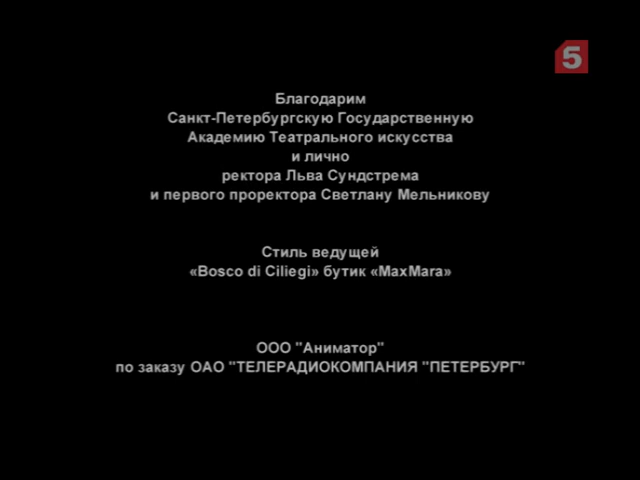 5
Благодарим
Санкт-Петербургскую Государственную
Академию Театрального искусства
и лично
ректора Льва Сундстрема
и первого проректора Светлану Мельникову
Стиль ведущей
«Bosco di Ciliegi» бутик «MaxMara»
ООО "Аниматор"
по заказу ОАО "ТЕЛЕРАДИОКОМПАНИЯ "ПЕТЕРБУРГ"